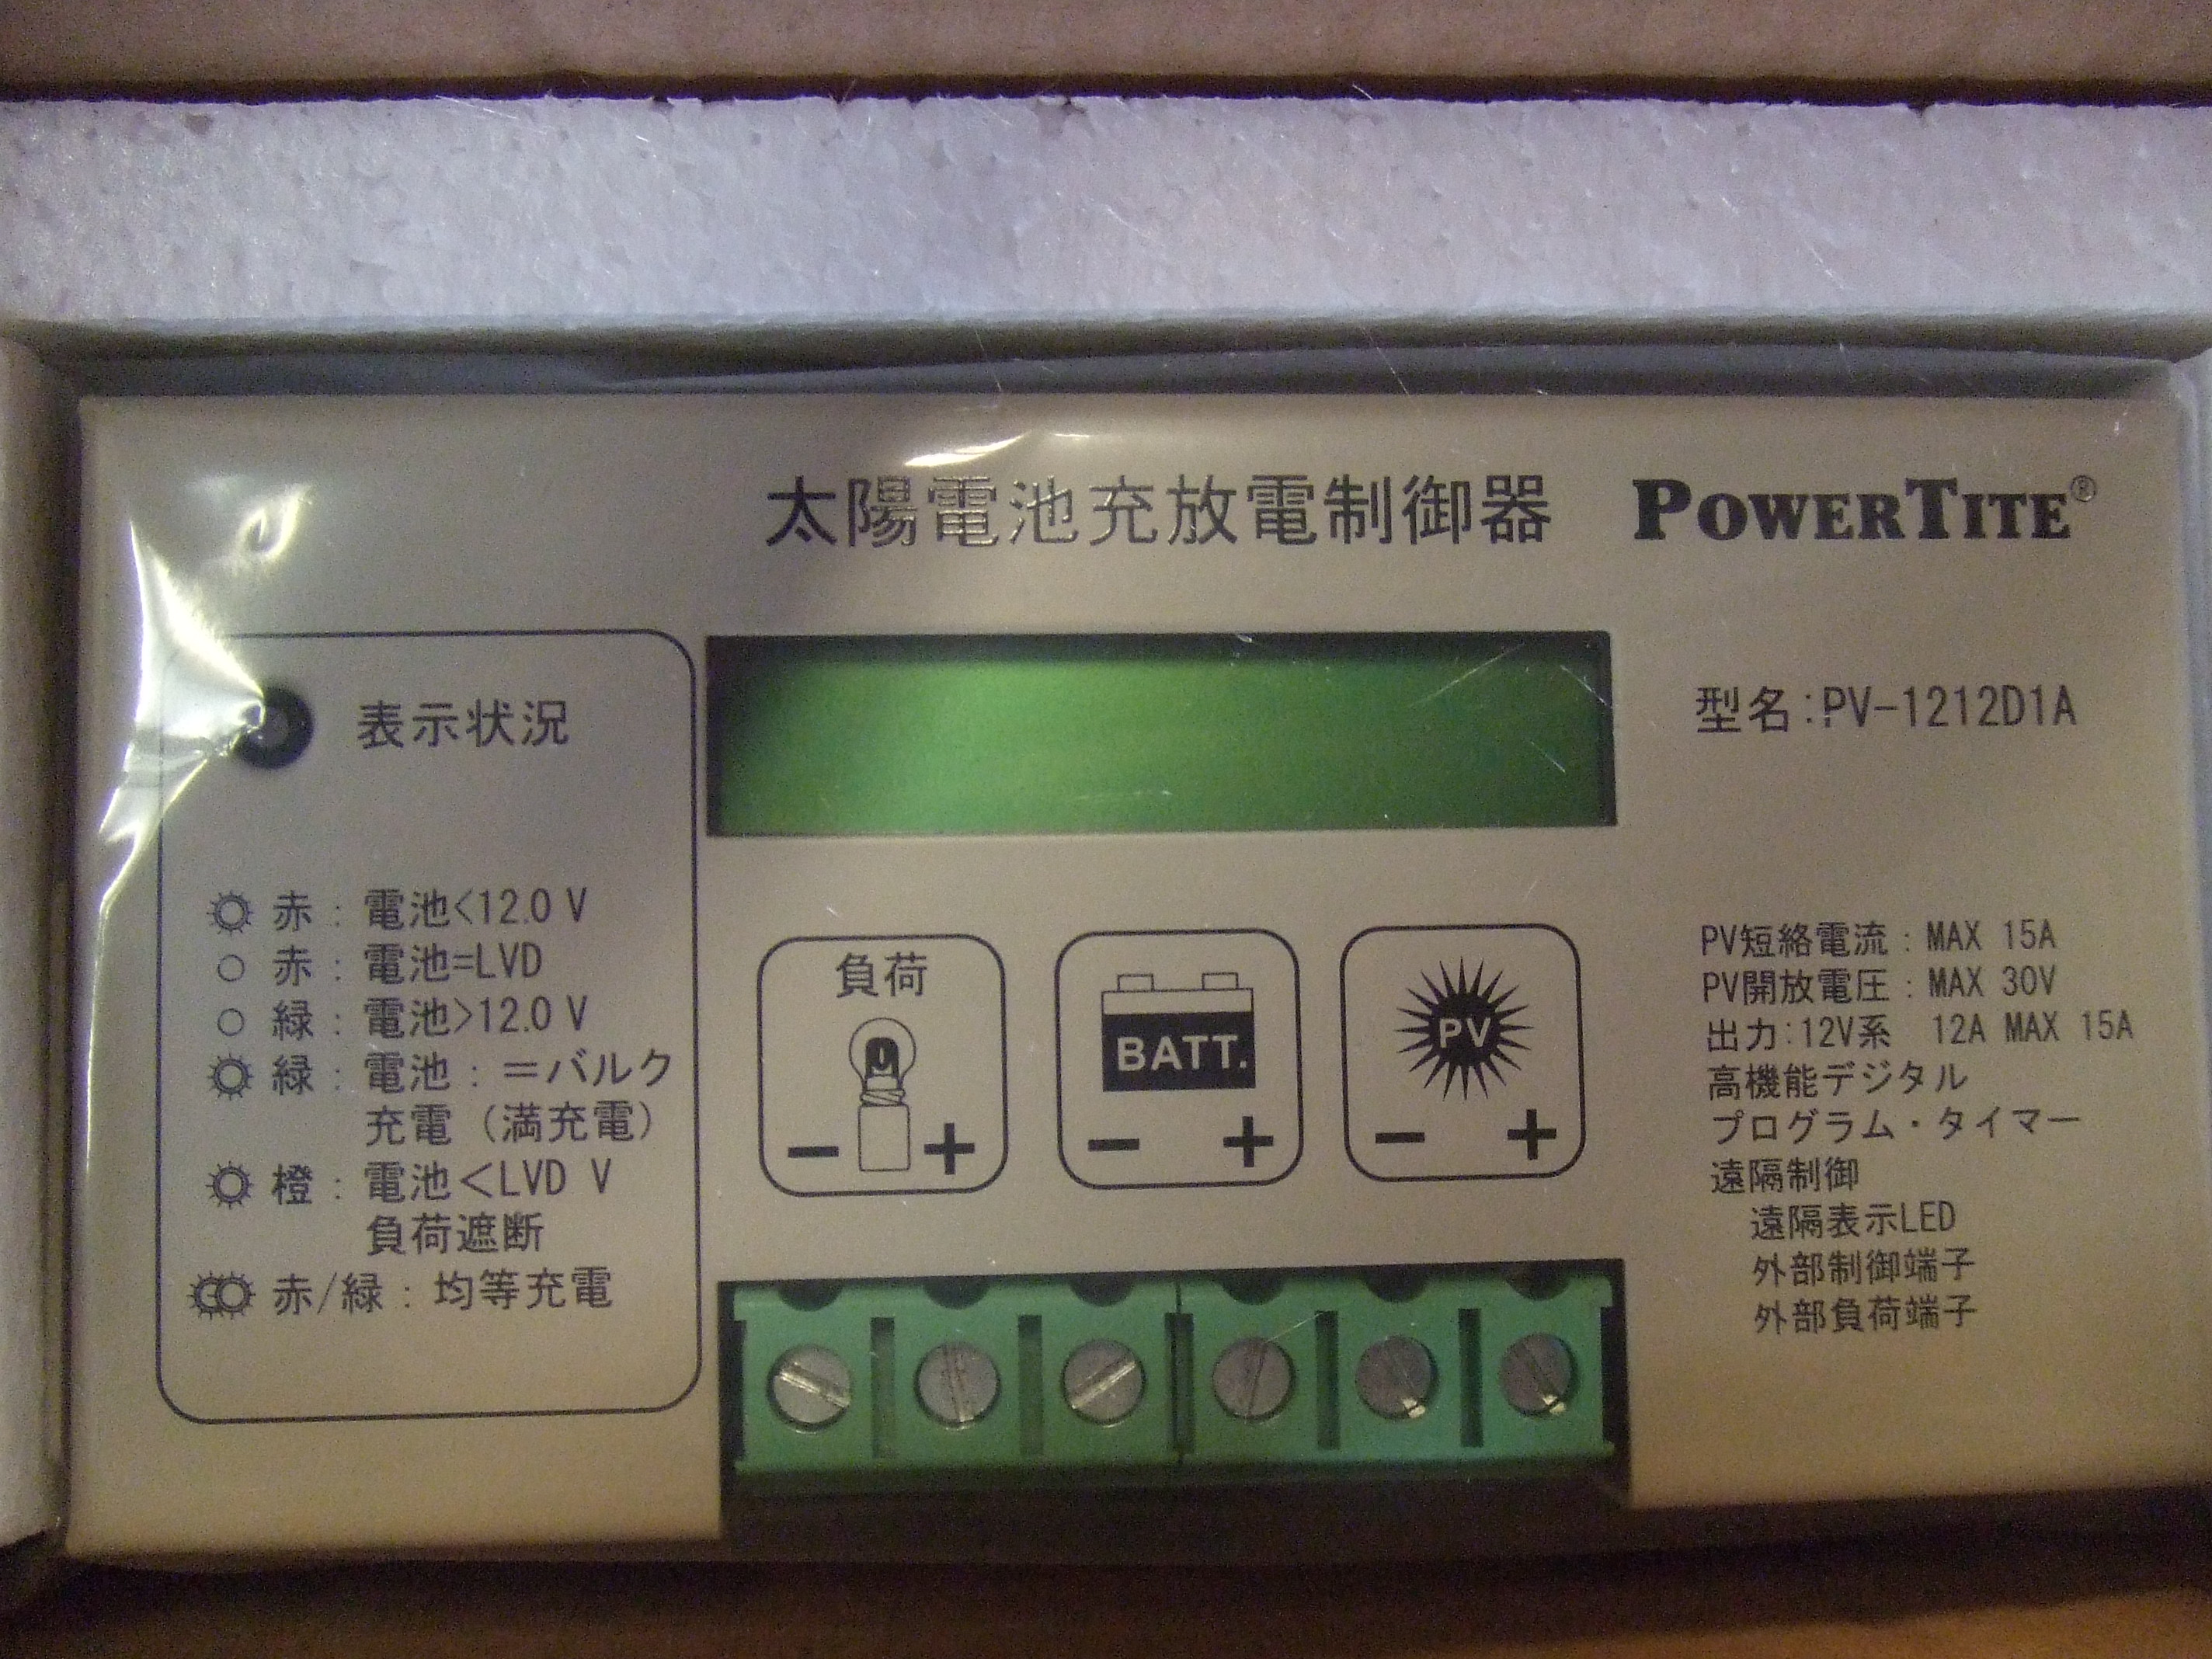 太陽電池充放電制御器 POWERTITE®
表示状況
赤：電池<12.0 V
赤：電池=LVD
緑：電池>12.0 V
緑：電池：＝バルク
充電（満充電）
橙：電池＜LVD V
負荷遮断
赤/緑：均等充電
負荷
− +
BATT.
− +
PV
− +
型名:PV-1212D1A
PV短絡電流：MAX 15A
PV開放電圧：MAX 30V
出力:12V系 12A MAX 15A
高機能デジタル
プログラム・タイマー
遠隔制御
遠隔表示LED
外部制御端子
外部負荷端子